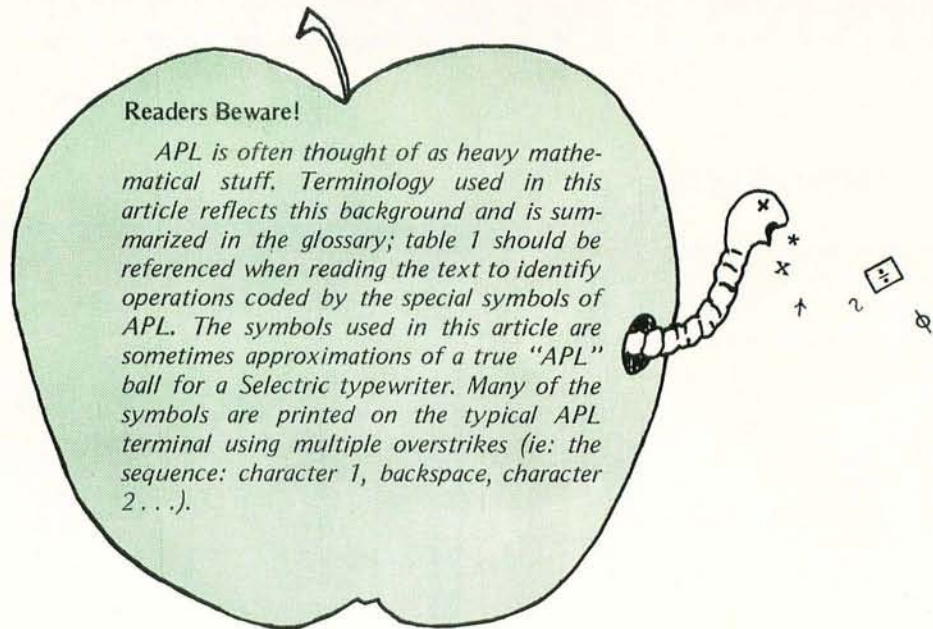 Readers Beware!
APL is often thought of as heavy mathe-
matical stuff. Terminology used in this
article reflects this background and is sum-
marized in the glossary; table 1 should be
referenced when reading the text to identify
operations coded by the special symbols of
APL. The symbols used in this article are
sometimes approximations of a true "APL"
ball for a Selectric typewriter. Many of the
symbols are printed on the typical APL
terminal using multiple overstrikes (ie: the
sequence: character 1, backspace, character
2 . . .).
*
x
↑ ? ⌹ ϕ